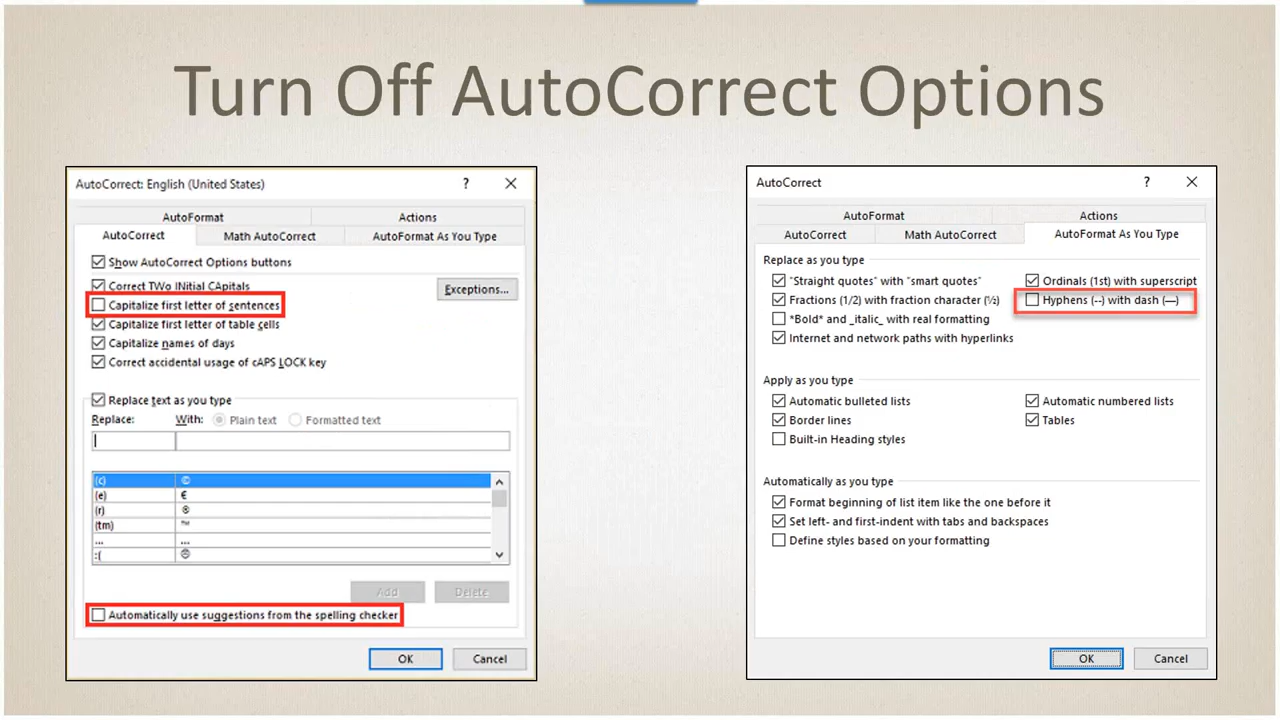 Turn Off AutoCorrect Options
AutoCorrect: English (United States)
?
AutoFormat
Actions
AutoCorrect
Math AutoCorrect
AutoFormat As You Type
Show AutoCorrect Options buttons
Correct TWo INitial CApitals
Exceptions...
Capitalize first letter of sentences
Capitalize first letter of table cells
Capitalize names of days
Correct accidental usage of cAPS LOCK key
Replace text as you type
Replace:
With:
Plain text
Formatted text
(c) ©
(e) €
(r) ®
(tm) ™
... ...
:(
Add
Delete
Automatically use suggestions from the spelling checker
OK
Cancel
AutoCorrect
?
AutoFormat
Actions
AutoCorrect
Math AutoCorrect
AutoFormat As You Type
Replace as you type
"Straight quotes" with “smart quotes”
Ordinals (1st) with superscript
Fractions (1/2) with fraction character (½)
Hyphens (--) with dash (—)
*Bold* and _italic_ with real formatting
Internet and network paths with hyperlinks
Apply as you type
Automatic bulleted lists
Automatic numbered lists
Border lines
Tables
Built-in Heading styles
Automatically as you type
Format beginning of list item like the one before it
Set left- and first-indent with tabs and backspaces
Define styles based on your formatting
OK
Cancel